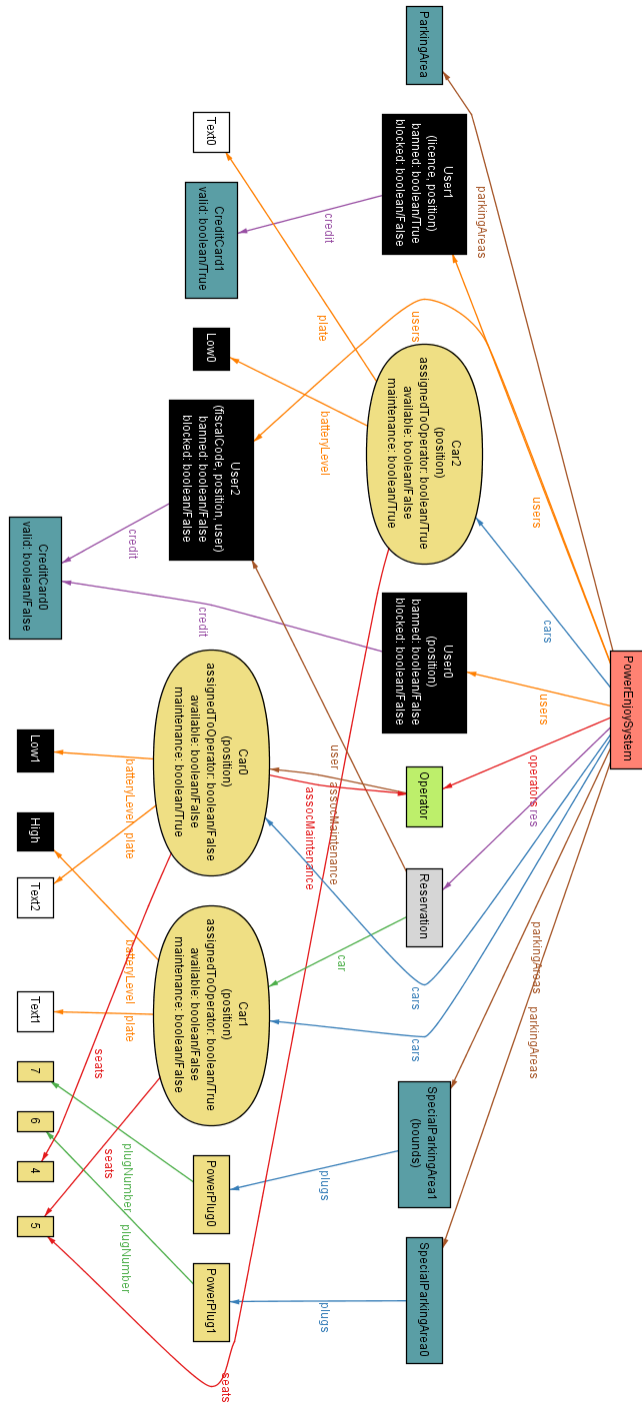 PowerEnjoySystem
parkingAreas
users
users
cars
users
operators
res
cars
cars
parkingAreas
parkingAreas
ParkingArea
User1
(licence, position)
banned: boolean/True
blocked: boolean/False
Car2
(position)
assignedToOperator: boolean/True
available: boolean/False
maintenance: boolean/True
User0
(position)
banned: boolean/False
blocked: boolean/False
Operator
Reservation
SpecialParkingArea1
(bounds)
SpecialParkingArea0
credit
plate
batteryLevel
credit
user
assocMaintenance
assocMaintenance
car
plugs
plugs
Text0
CreditCard1
valid: boolean/True
Low0
User2
(fiscalCode, position, user)
banned: boolean/False
blocked: boolean/False
Car0
(position)
assignedToOperator: boolean/False
available: boolean/False
maintenance: boolean/True
Car1
(position)
assignedToOperator: boolean/True
available: boolean/False
maintenance: boolean/False
PowerPlug0
PowerPlug1
seats
credit
batteryLevel
plate
batteryLevel
plate
seats
seats
plugNumber
plugNumber
CreditCard0
valid: boolean/False
Low1
High
Text2
Text1
7
6
4
5